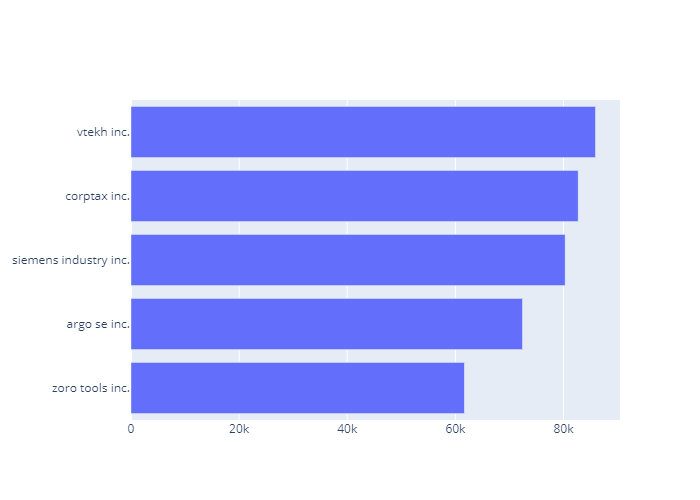 vtekh inc.
corptax inc.
siemens industry inc.
argo se inc.
zoro tools inc.
0 20k 40k 60k 80k